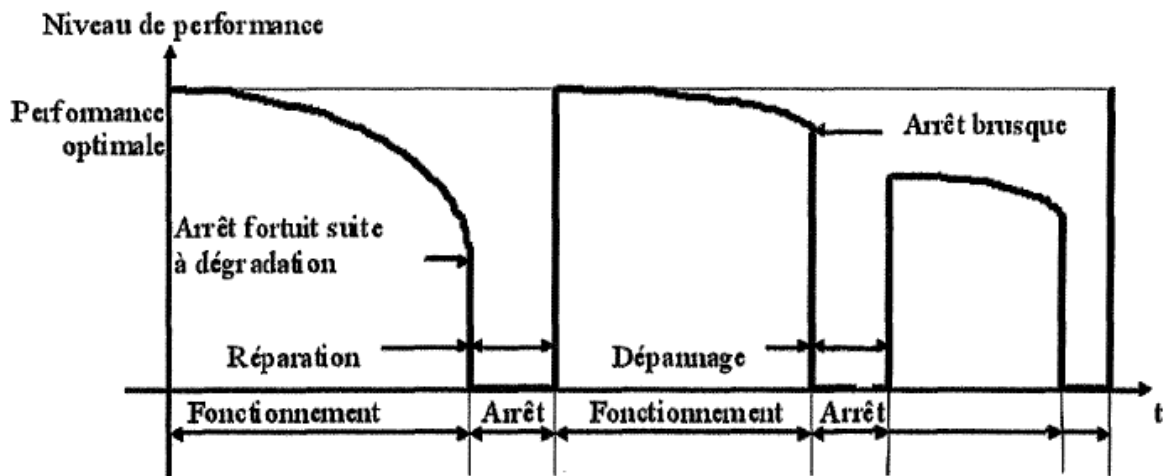 Niveau de performance
Performance
optimale
Arrêt brusque
Arrêt fortuit suite
à dégradation
Réparation
Dépannage
Fonctionnement
Arrêt
Fonctionnement
Arrêt
t